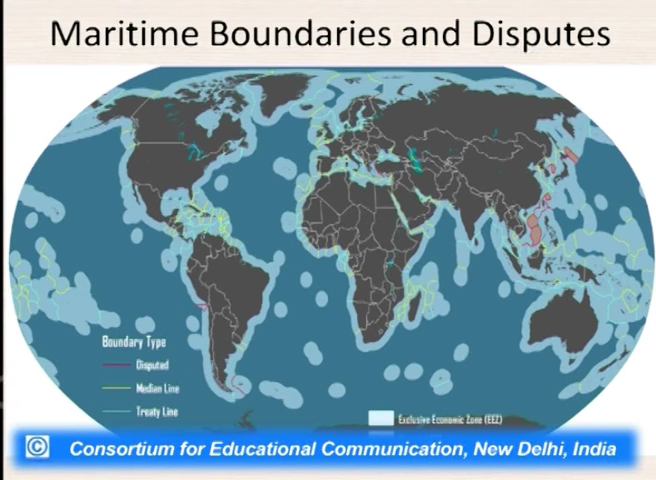 Maritime Boundaries and Disputes
Boundary Type
Disputed
Median Line
Treaty Line
Exclusive Economic Zone (EEZ)
© Consortium for Educational Communication, New Delhi, India